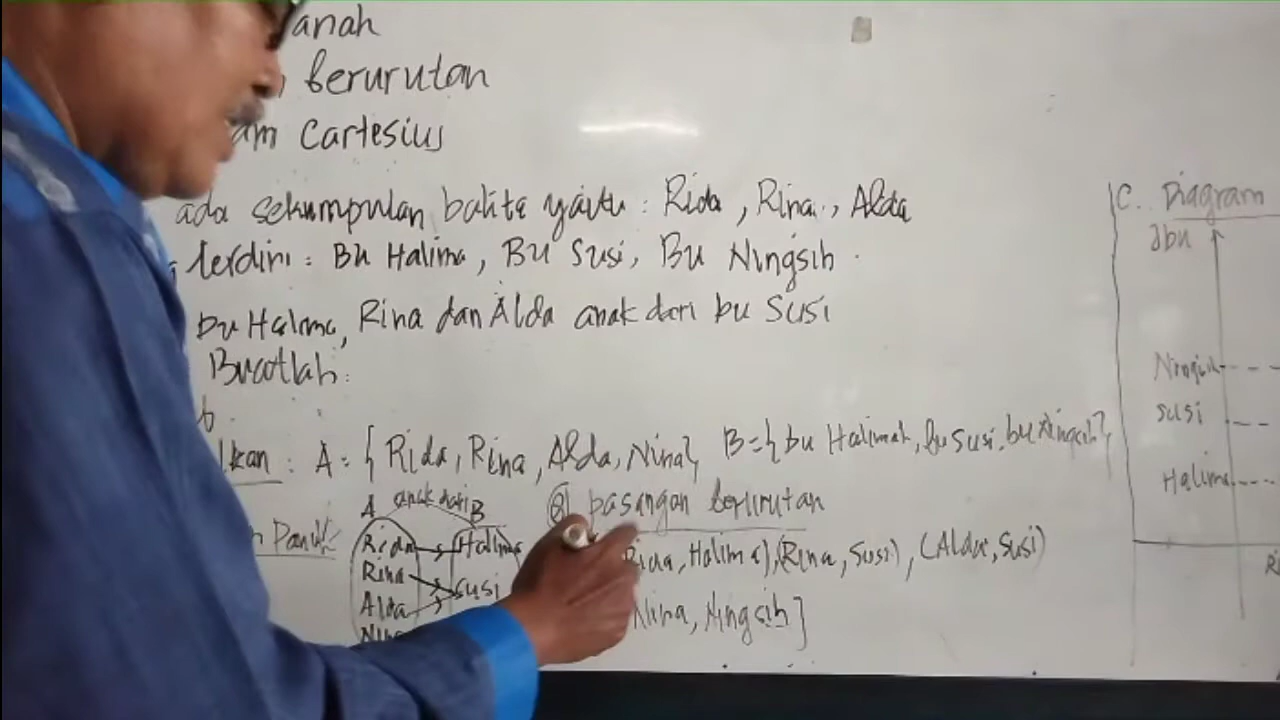 anah
berurutan
am Cartesius
ada sekumpulan balita yaitu : Rida, Rina, Alda
terdiri : Bu Halima, Bu Susi, Bu Ningsih
bu Halima, Rina dan Alda anak dari bu Susi
Buatlah :
lkan : A = { Rida, Rina, Alda, Nina}, B = { bu Halimah, bu Susi, bu Ningsih},
A anak dari B
Rida Halima
Rina
Alda Susi
pasangan berurutan
Rida, Halima), (Rina, Susi), (Alda, Susi)
Nina, Ningsih}
C. Diagram
Ibu
Ningsih
Susi
Halima